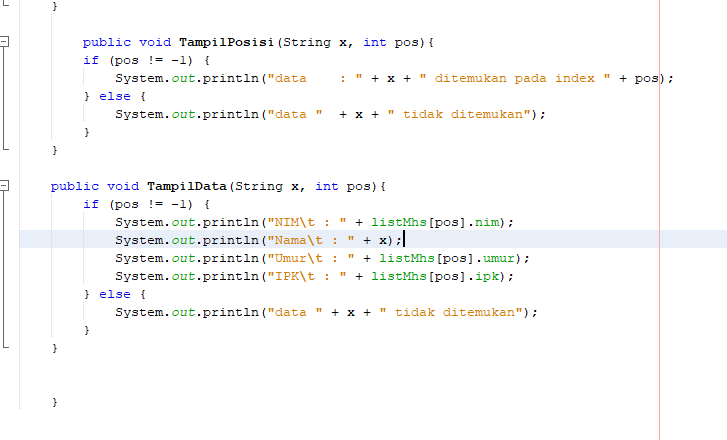 }
public void TampilPosisi(String x, int pos){
if (pos != -1) {
System.out.println("data    : " + x + " ditemukan pada index " + pos);
} else {
System.out.println("data "  + x + " tidak ditemukan");
}
}
public void TampilData(String x, int pos){
if (pos != -1) {
System.out.println("NIM\t : " + listMhs[pos].nim);
System.out.println("Nama\t : " + x);
System.out.println("Umur\t : " + listMhs[pos].umur);
System.out.println("IPK\t : " + listMhs[pos].ipk);
} else {
System.out.println("data " + x + " tidak ditemukan");
}
}
}